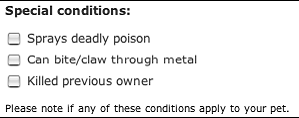 Special conditions:
Sprays deadly poison
Can bite/claw through metal
Killed previous owner
Please note if any of these conditions apply to your pet.